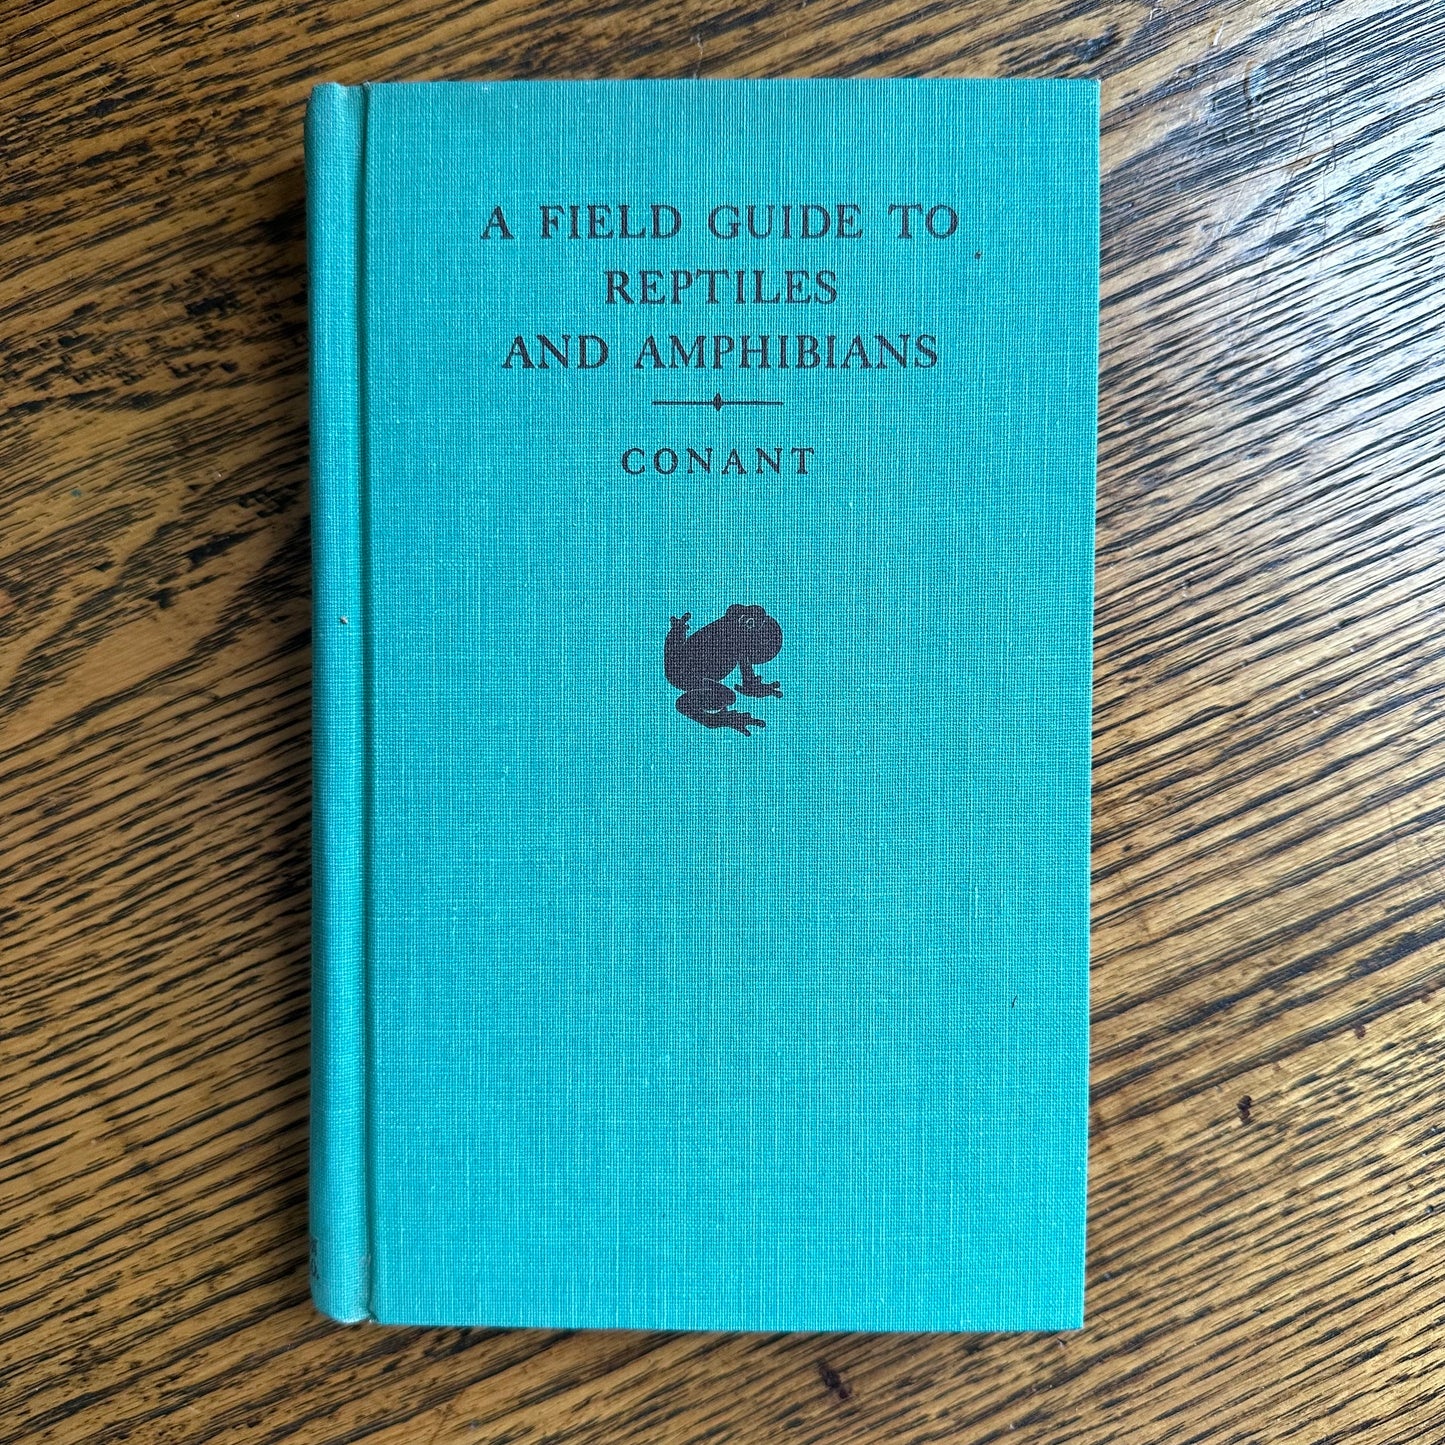 A FIELD GUIDE TO
REPTILES
AND AMPHIBIANS
CONANT